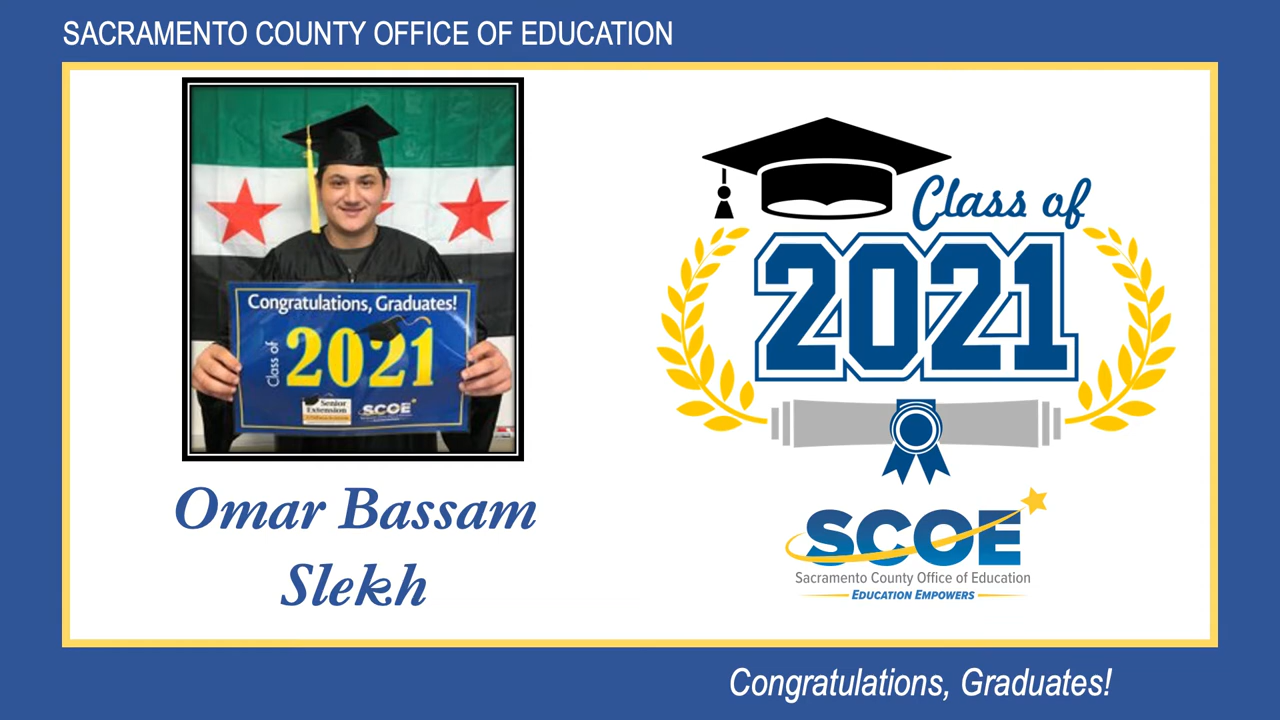 SACRAMENTO COUNTY OFFICE OF EDUCATION
Congratulations, Graduates!
Class of
2021
Senior
Extension
SCOE
Omar Bassam
Slekh
Class of
2021
SCOE
Sacramento County Office of Education
EDUCATION EMPOWERS
Congratulations, Graduates!